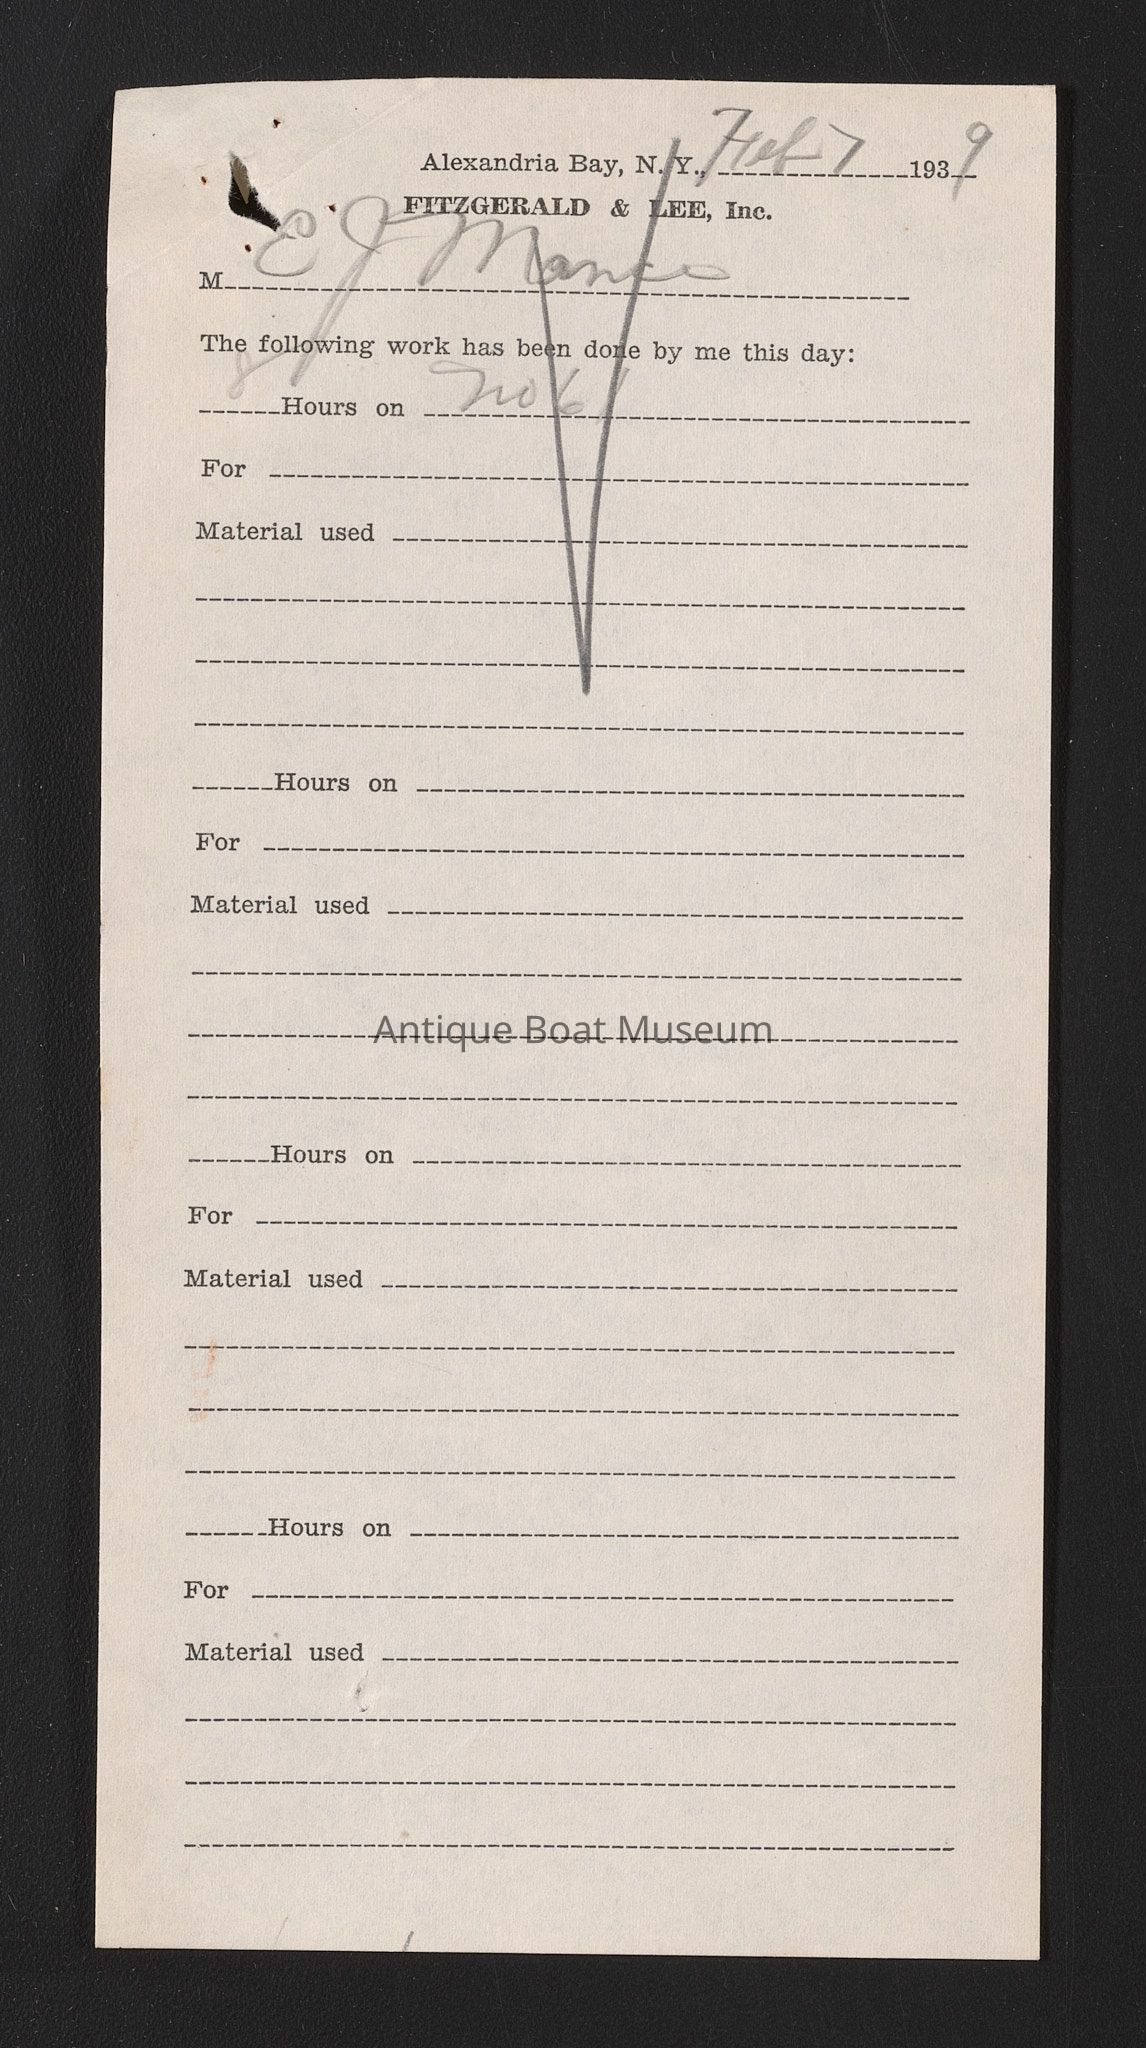 Alexandria Bay, N. Y., Feb 7 1939
FITZGERALD & LEE, Inc.
M E J
The following work has been done by me this day:
8 Hours on No 61
For
Material used
Hours on
For
Material used
Antique Boat Museum
Hours on
For
Material used
Hours on
For
Material used